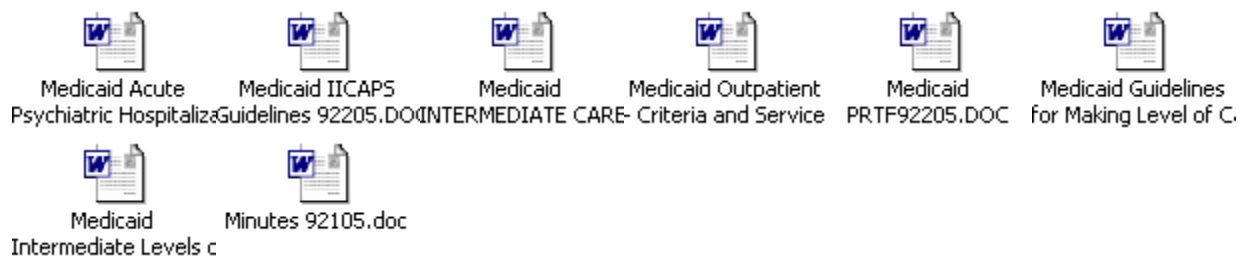 Medicaid Acute Medicaid IICAPS Medicaid Medicaid Outpatient Medicaid Medicaid Guidelines
Psychiatric Hospitaliza Guidelines 92205.DOC INTERMEDIATE CARE - Criteria and Service PRTF92205.DOC for Making Level of C
Medicaid Minutes 92105.doc
Intermediate Levels c